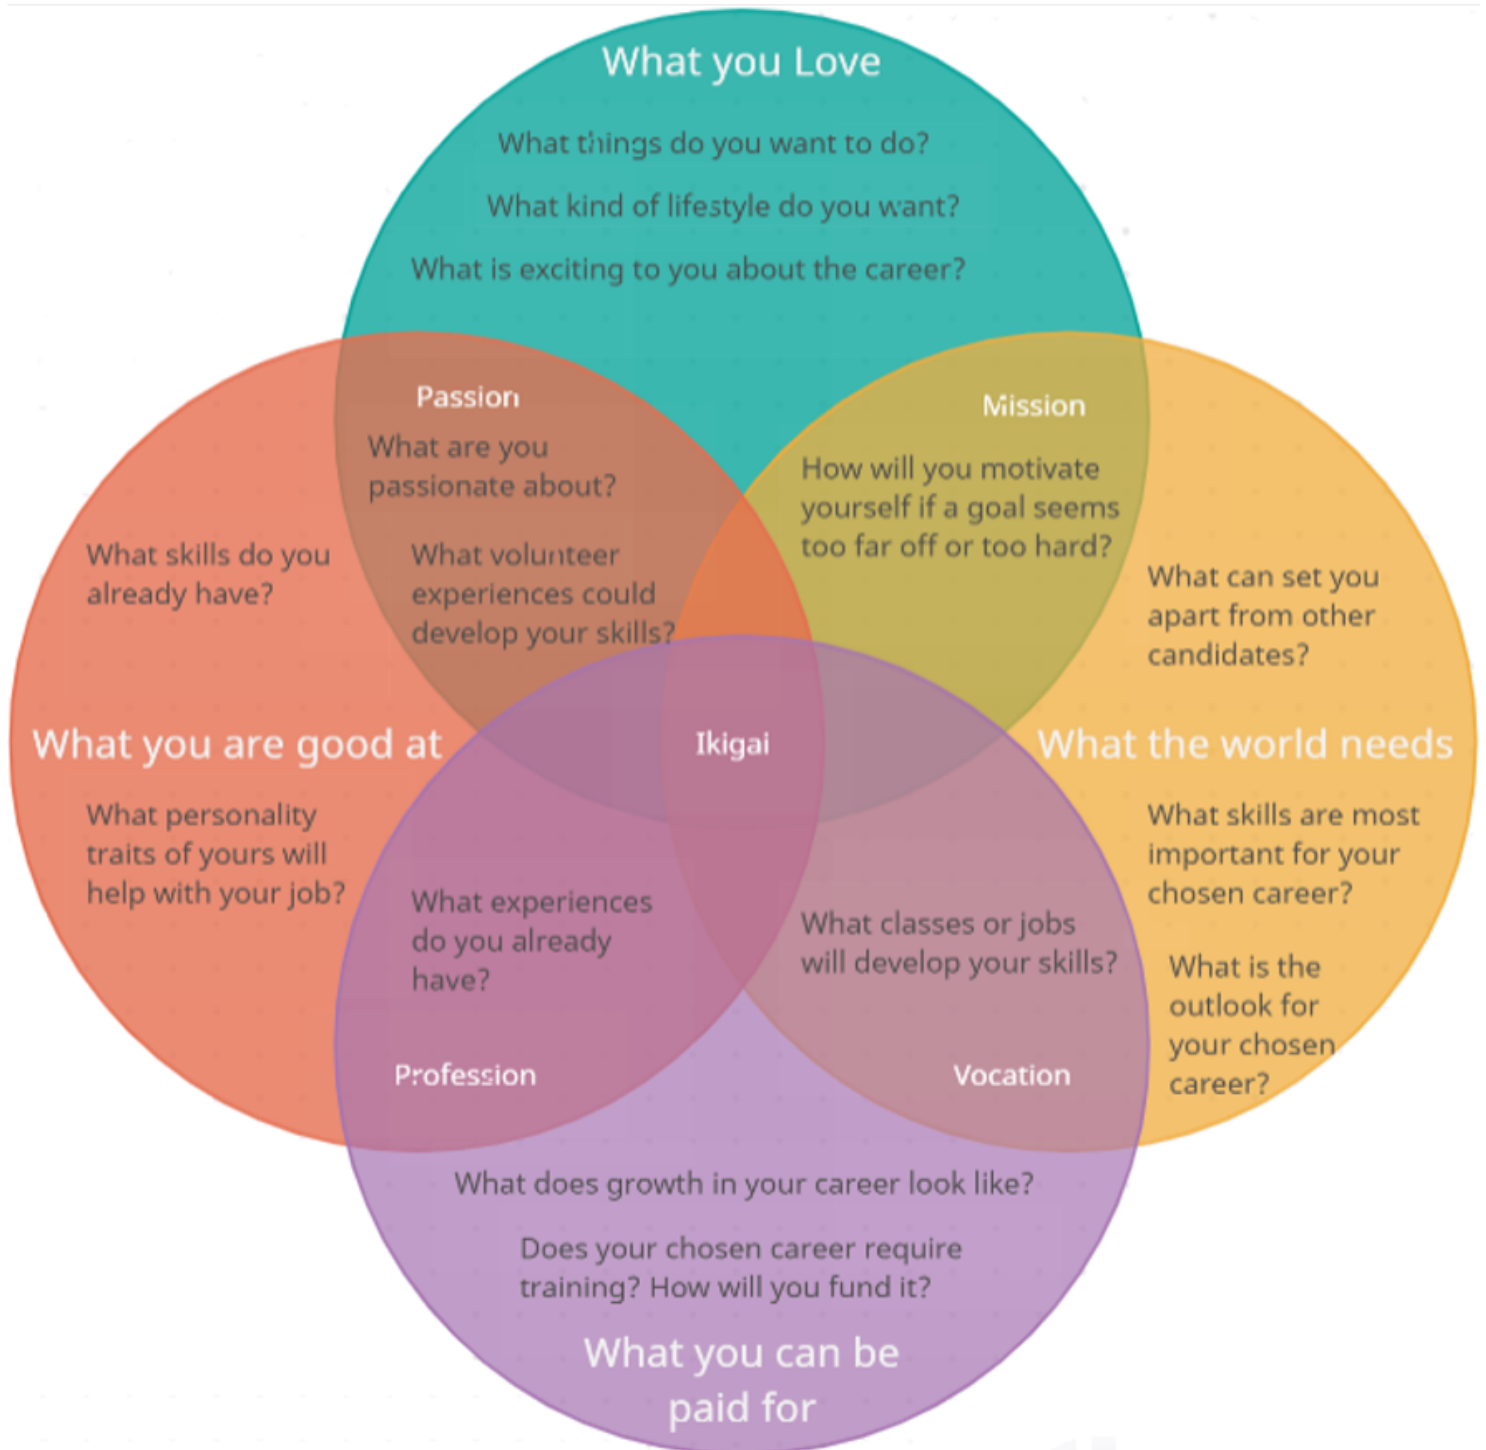 What you Love
What things do you want to do?
What kind of lifestyle do you want?
What is exciting to you about the career?
Passion
What are you
passionate about?
What volunteer
experiences could
develop your skills?
Mission
How will you motivate
yourself if a goal seems
too far off or too hard?
What skills do you
already have?
What you are good at
What personality
traits of yours will
help with your job?
Ikigai
What can set you
apart from other
candidates?
What the world needs
What skills are most
important for your
chosen career?
What is the
outlook for
your chosen
career?
What experiences
do you already
have?
Profession
What classes or jobs
will develop your skills?
Vocation
What does growth in your career look like?
Does your chosen career require
training? How will you fund it?
What you can be
paid for